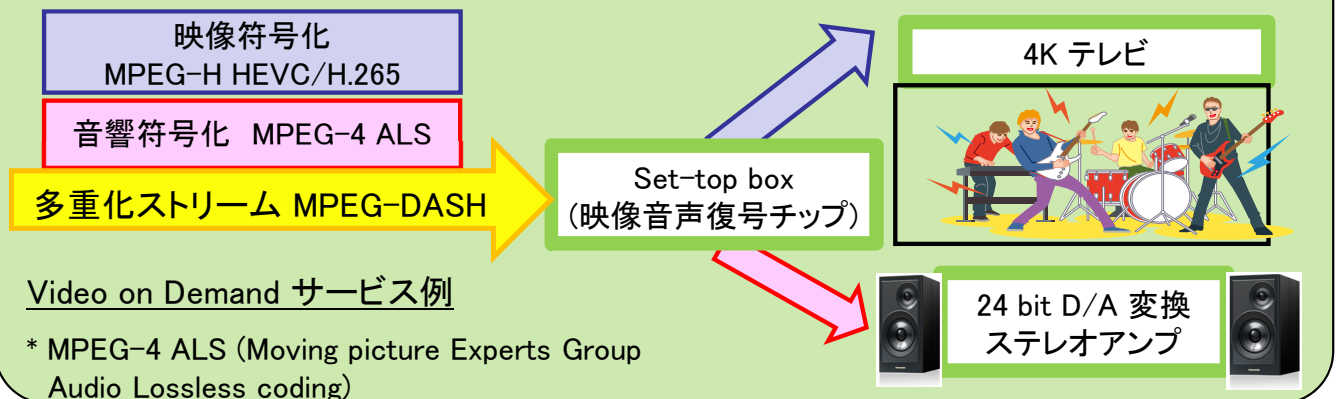 映像符号化
MPEG-H HEVC/H.265
音響符号化　MPEG-4 ALS
多重化ストリーム MPEG-DASH
Set-top box
(映像音声復号チップ)
4K テレビ
24 bit D/A 変換
ステレオアンプ
Video on Demand サービス例
* MPEG-4 ALS (Moving picture Experts Group
Audio Lossless coding)